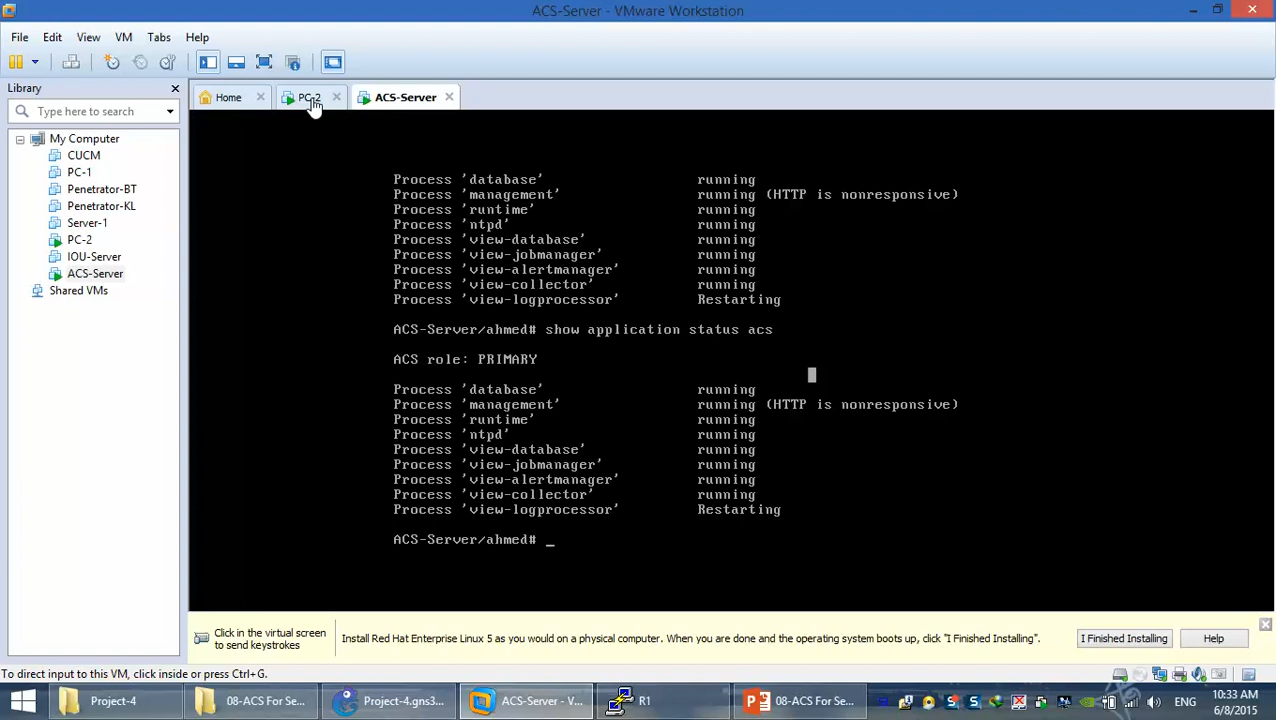 ACS-Server - VMware Workstation
File Edit View VM Tabs Help
Library
Type here to search
My Computer
CUCM
PC-1
Penetrator-BT
Penetrator-KL
Server-1
PC-2
IOU-Server
ACS-Server
Shared VMs
Home PC-2 ACS-Server
Process 'database' running
Process 'management' running (HTTP is nonresponsive)
Process 'runtime' running
Process 'ntpd' running
Process 'view-database' running
Process 'view-jobmanager' running
Process 'view-alertmanager' running
Process 'view-collector' running
Process 'view-logprocessor' Restarting
ACS-Server/ahmed# show application status acs
ACS role: PRIMARY
Process 'database' running
Process 'management' running (HTTP is nonresponsive)
Process 'runtime' running
Process 'ntpd' running
Process 'view-database' running
Process 'view-jobmanager' running
Process 'view-alertmanager' running
Process 'view-collector' running
Process 'view-logprocessor' Restarting
ACS-Server/ahmed# _
Click in the virtual screen
to send keystrokes
Install Red Hat Enterprise Linux 5 as you would on a physical computer. When you are done and the operating system boots up, click "I Finished Installing".
I Finished Installing
Help
To direct input to this VM, click inside or press Ctrl+G.
Project-4
08-ACS For Se...
Project-4.gns3...
ACS-Server - V...
R1
08-ACS For Se...
ENG
10:33 AM
6/8/2015